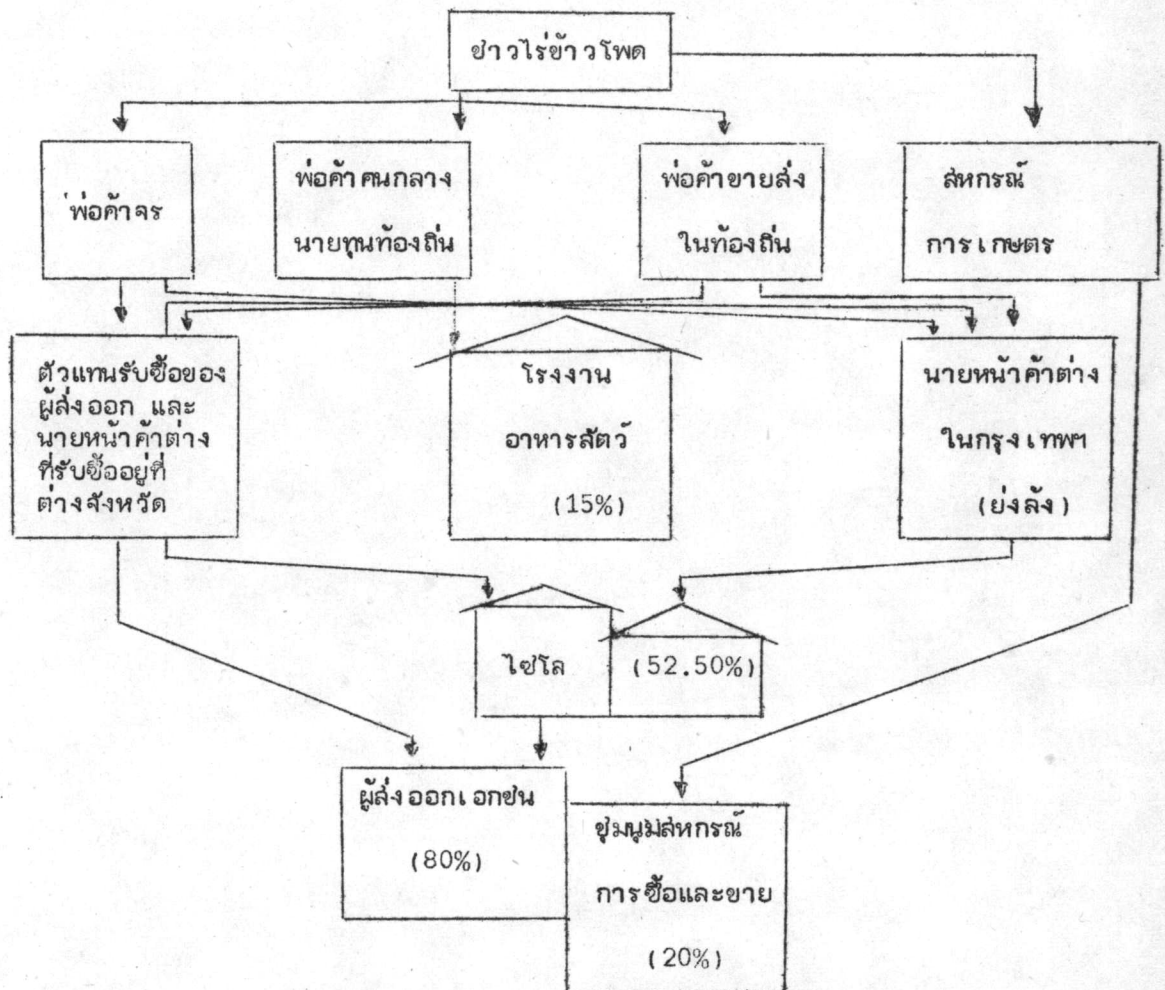 ชาวไร่ข้าวโพด
พ่อค้าจร
พ่อค้าคนกลาง
นายทุนท้องถิ่น
พ่อค้าขายส่ง
ในท้องถิ่น
สหกรณ์
การเกษตร
ตัวแทนรับซื้อของ
ผู้ส่งออก และ
นายหน้าค้าต่าง
ที่รับซื้ออยู่ที่
ต่างจังหวัด
โรงงาน
อาหารสัตว์
(15%)
นายหน้าค้าต่าง
ในกรุงเทพฯ
(ย่งลัง)
ไซโล
(52.50%)
ผู้ส่งออกเอกชน
(80%)
ชุมนุมสหกรณ์
การซื้อและขาย
(20%)